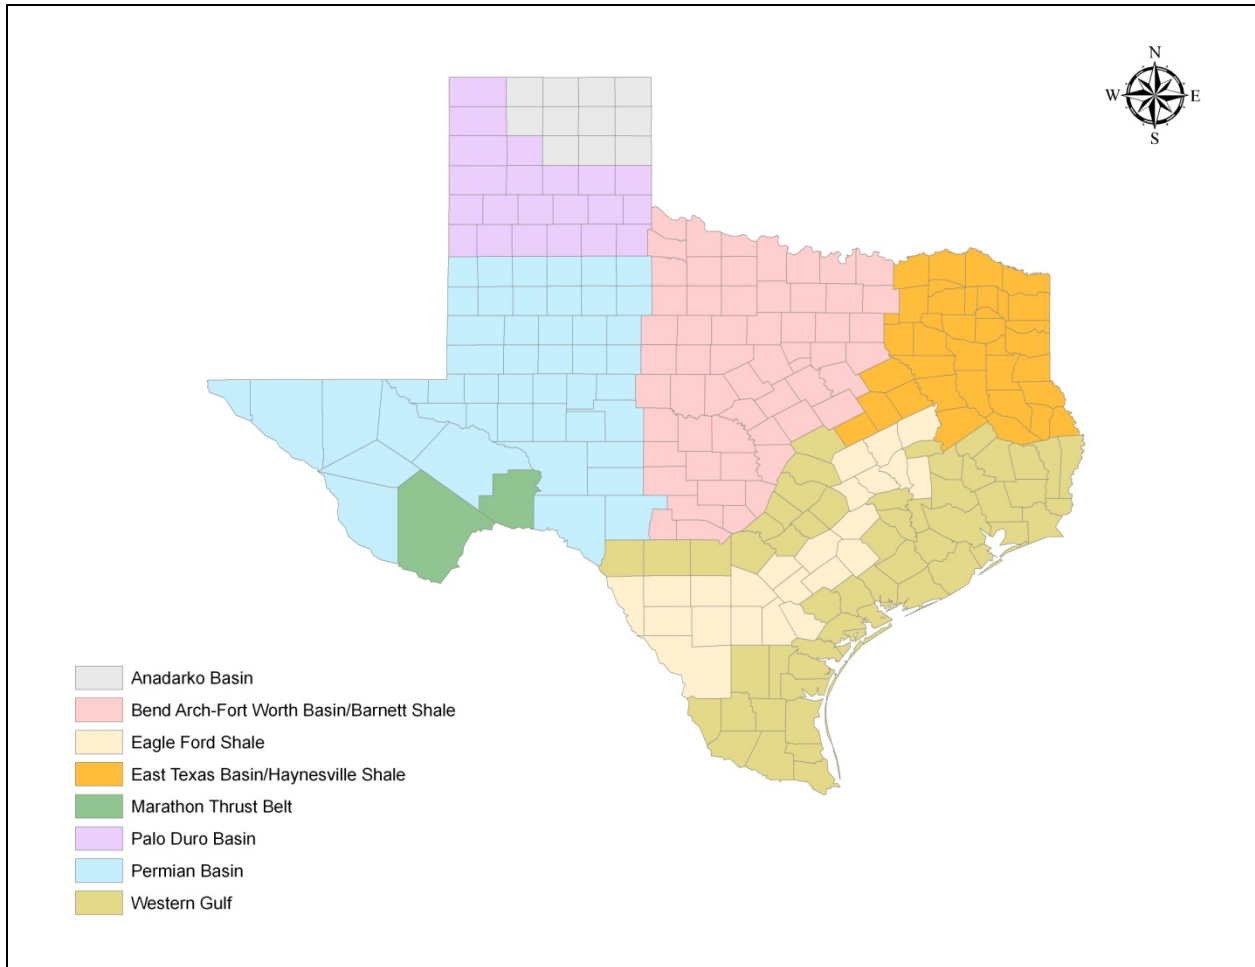 N
W E
S
Anadarko Basin
Bend Arch-Fort Worth Basin/Barnett Shale
Eagle Ford Shale
East Texas Basin/Haynesville Shale
Marathon Thrust Belt
Palo Duro Basin
Permian Basin
Western Gulf